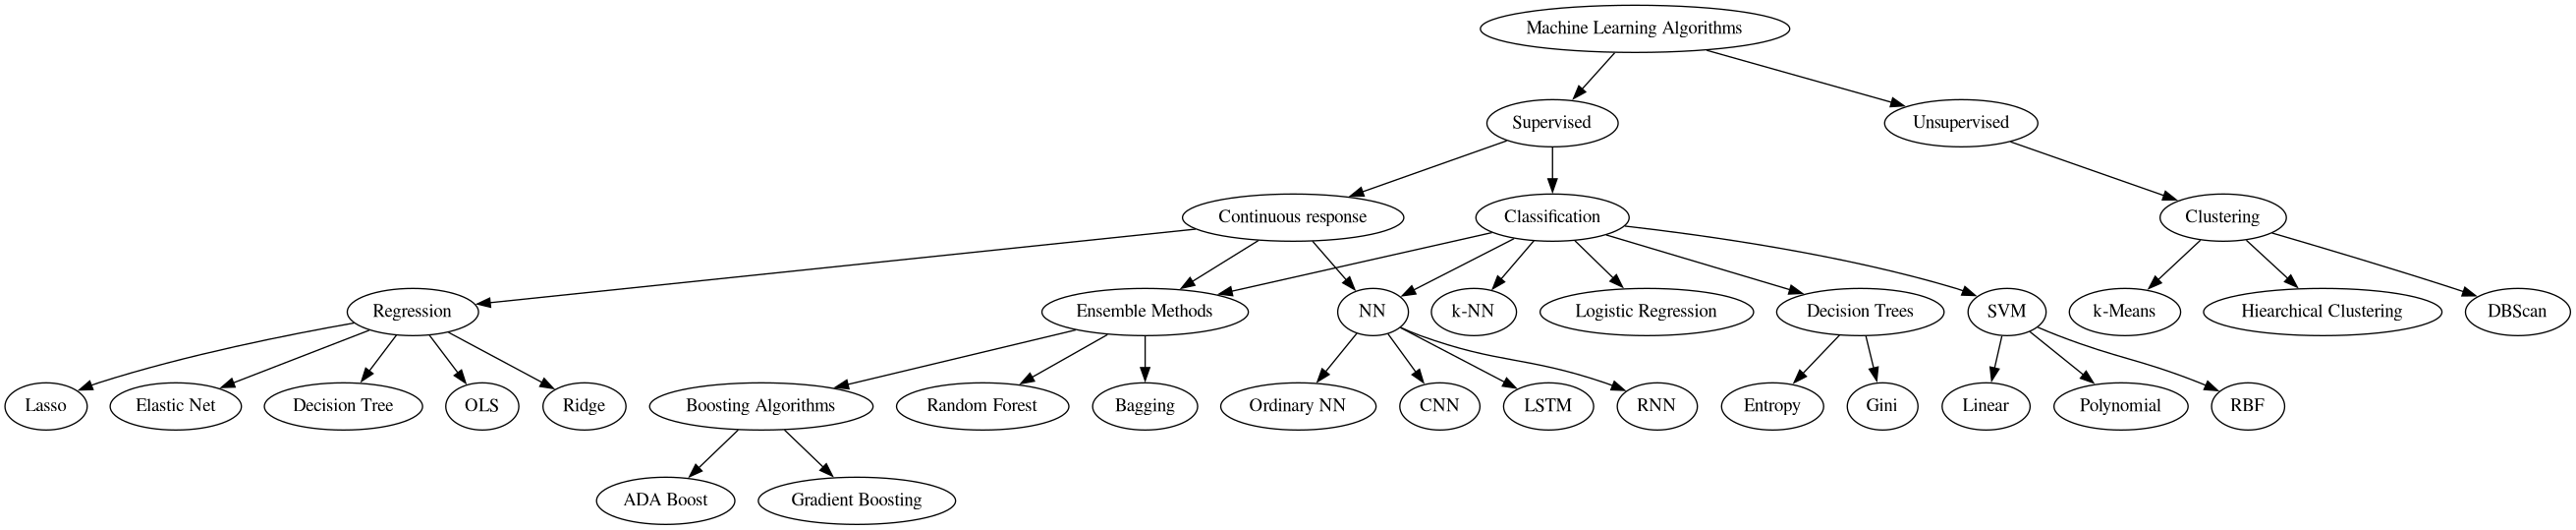 Machine Learning Algorithms
Supervised
Unsupervised
Continuous response
Classification
Clustering
Regression
Ensemble Methods
NN
k-NN
Logistic Regression
Decision Trees
SVM
k-Means
Hiearchical Clustering
DBScan
Lasso
Elastic Net
Decision Tree
OLS
Ridge
Boosting Algorithms
Random Forest
Bagging
Ordinary NN
CNN
LSTM
RNN
Entropy
Gini
Linear
Polynomial
RBF
ADA Boost
Gradient Boosting